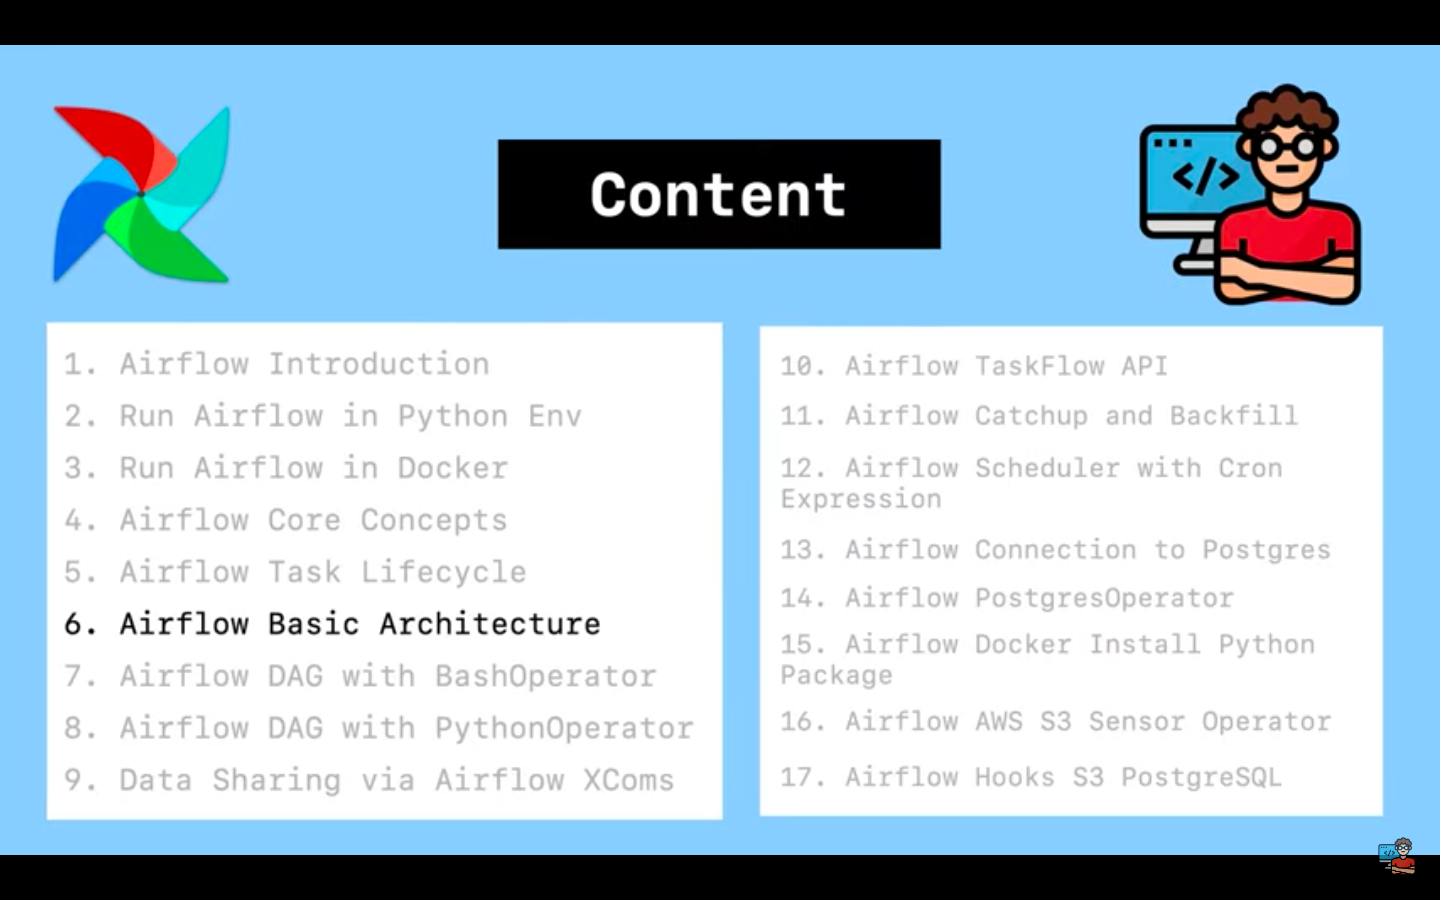 Content
1. Airflow Introduction
2. Run Airflow in Python Env
3. Run Airflow in Docker
4. Airflow Core Concepts
5. Airflow Task Lifecycle
6. Airflow Basic Architecture
7. Airflow DAG with BashOperator
8. Airflow DAG with PythonOperator
9. Data Sharing via Airflow XComs
10. Airflow TaskFlow API
11. Airflow Catchup and Backfill
12. Airflow Scheduler with Cron
Expression
13. Airflow Connection to Postgres
14. Airflow PostgresOperator
15. Airflow Docker Install Python
Package
16. Airflow AWS S3 Sensor Operator
17. Airflow Hooks S3 PostgreSQL